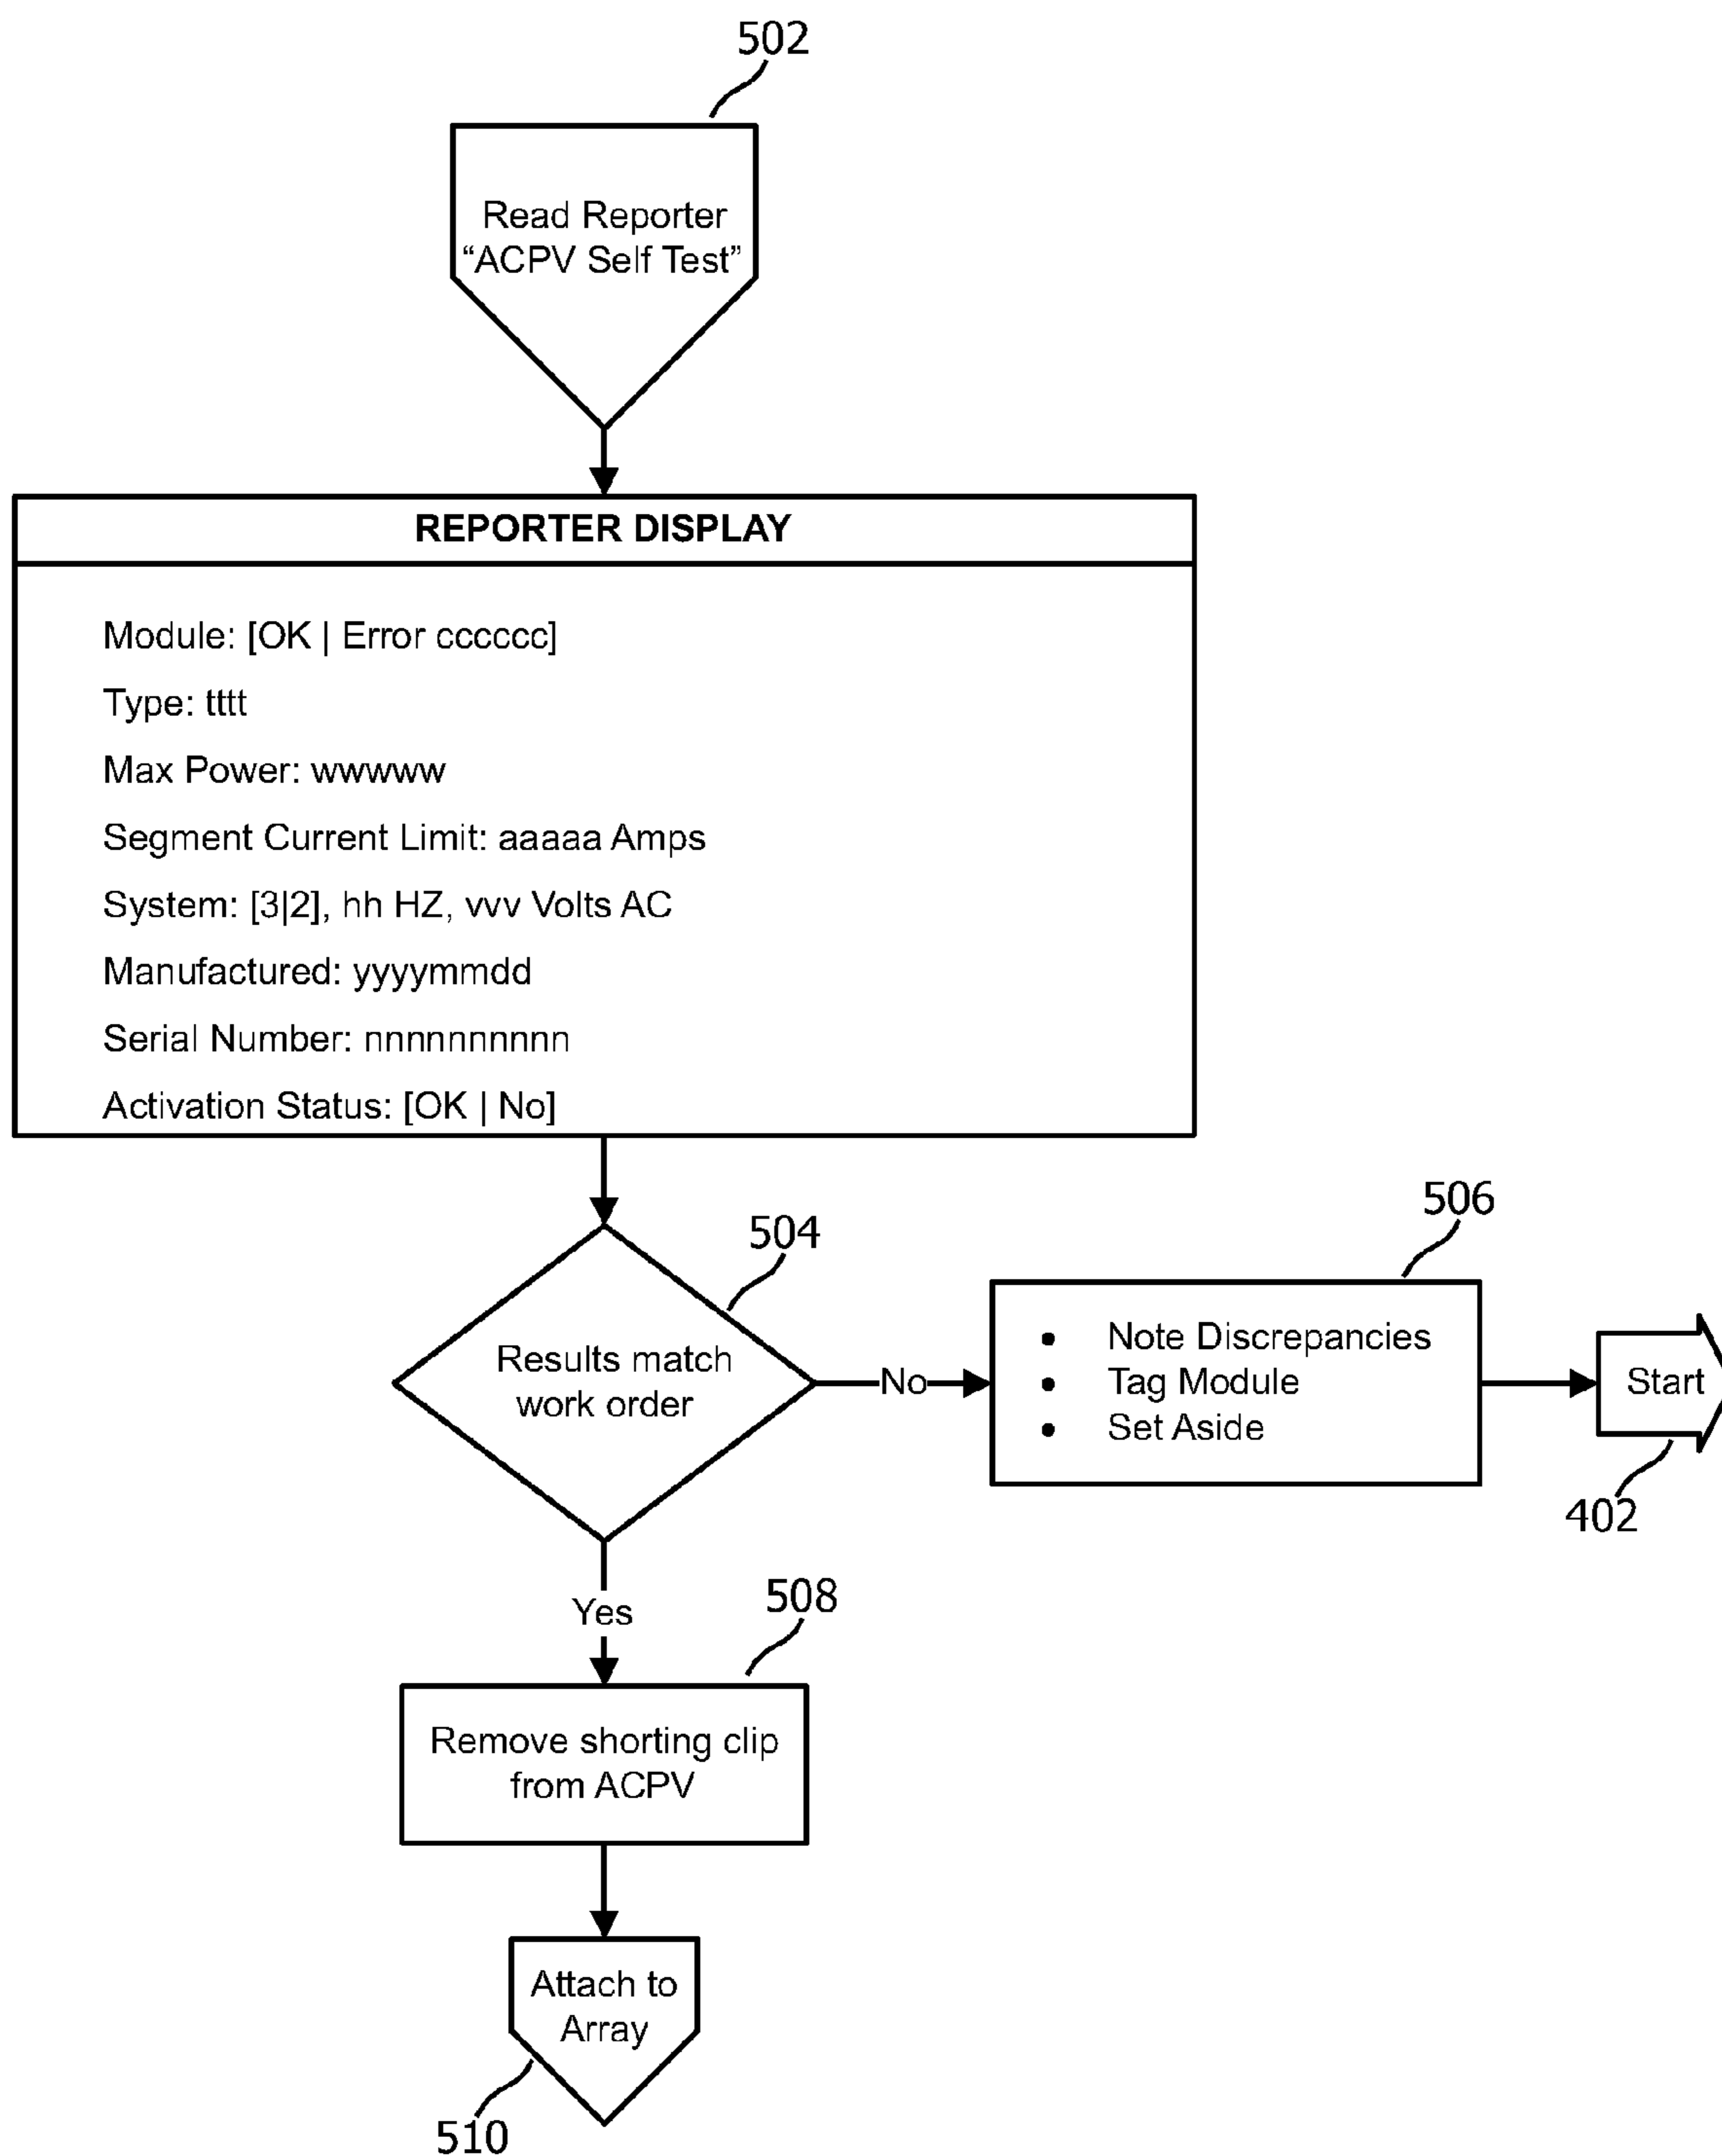 502
Read Reporter
“ACPV Self Test”
REPORTER DISPLAY
Module: [OK | Error cccccc]
Type: tttt
Max Power: wwwww
Segment Current Limit: aaaaa Amps
System: [3|2], hh HZ, vvv Volts AC
Manufactured: yyyymmdd
Serial Number: nnnnnnnnnn
Activation Status: [OK | No]
504
Results match
work order
No
506
• Note Discrepancies
• Tag Module
• Set Aside
Start
402
Yes
508
Remove shorting clip
from ACPV
Attach to
Array
510